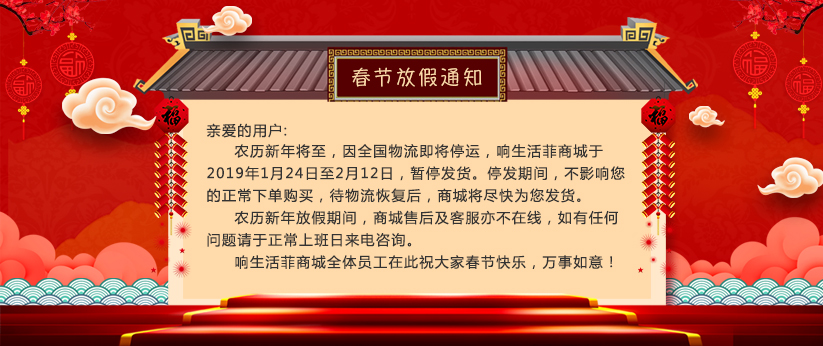 春节放假通知
福
福
亲爱的用户:
农历新年将至，因全国物流即将停运，响生活菲商城于
2019年1月24日至2月12日，暂停发货。停发期间，不影响您
的正常下单购买，待物流恢复后，商城将尽快为您发货。
农历新年放假期间，商城售后及客服亦不在线，如有任何
问题请于正常上班日来电咨询。
响生活菲商城全体员工在此祝大家春节快乐，万事如意！